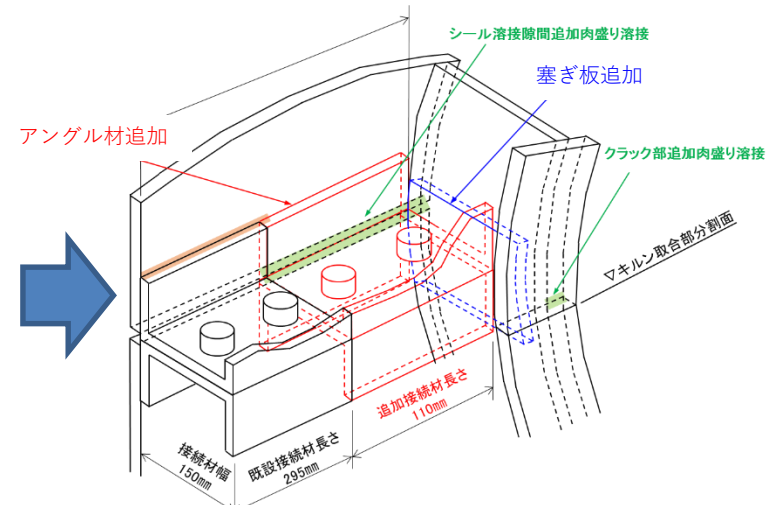 シール溶接隙間追加肉盛り溶接
塞ぎ板追加
アングル材追加
クラック部追加肉盛り溶接
▽キルン取合部分割面
追加接続材長さ
110mm
接続材幅
150mm
既設接続材長さ
295mm